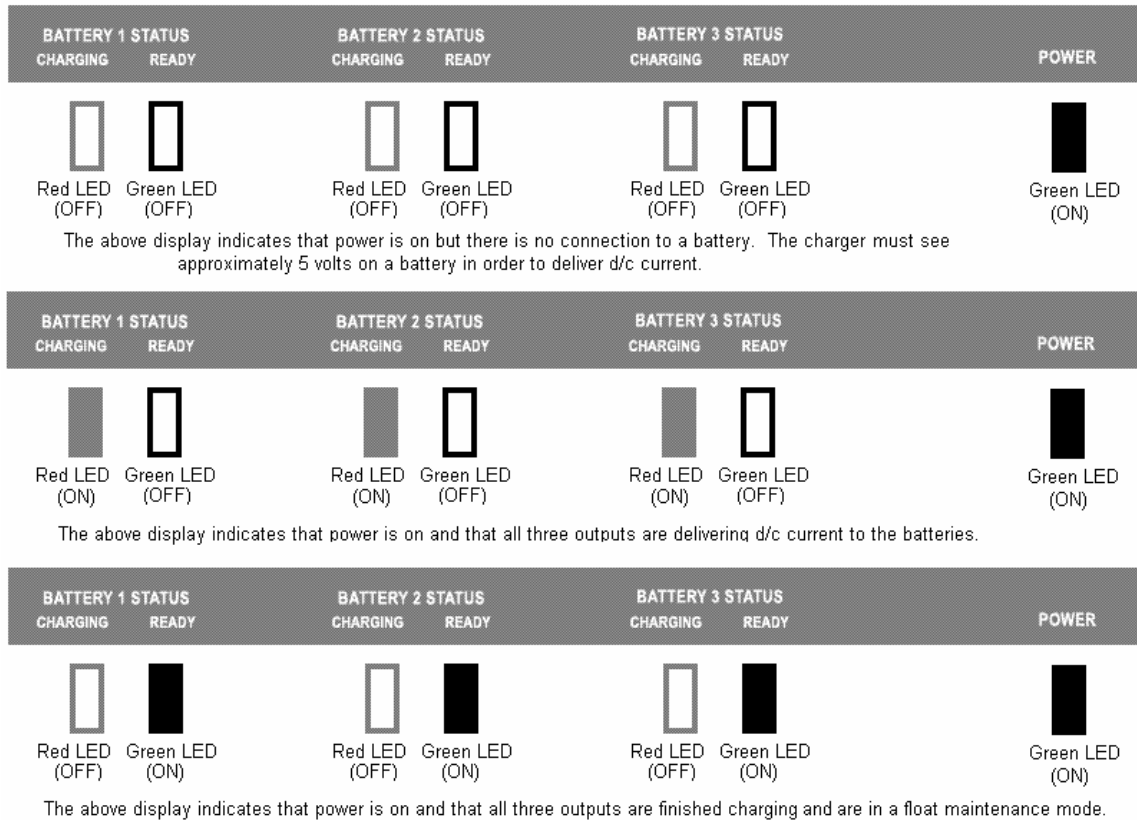 BATTERY 1 STATUS BATTERY 2 STATUS BATTERY 3 STATUS
CHARGING READY CHARGING READY CHARGING READY POWER
Red LED Green LED Red LED Green LED Red LED Green LED Green LED
(OFF) (OFF) (OFF) (OFF) (OFF) (OFF) (ON)
The above display indicates that power is on but there is no connection to a battery. The charger must see
approximately 5 volts on a battery in order to deliver d/c current.
BATTERY 1 STATUS BATTERY 2 STATUS BATTERY 3 STATUS
CHARGING READY CHARGING READY CHARGING READY POWER
Red LED Green LED Red LED Green LED Red LED Green LED Green LED
(ON) (OFF) (ON) (OFF) (ON) (OFF) (ON)
The above display indicates that power is on and that all three outputs are delivering d/c current to the batteries.
BATTERY 1 STATUS BATTERY 2 STATUS BATTERY 3 STATUS
CHARGING READY CHARGING READY CHARGING READY POWER
Red LED Green LED Red LED Green LED Red LED Green LED Green LED
(OFF) (ON) (OFF) (ON) (OFF) (ON) (ON)
The above display indicates that power is on and that all three outputs are finished charging and are in a float maintenance mode.